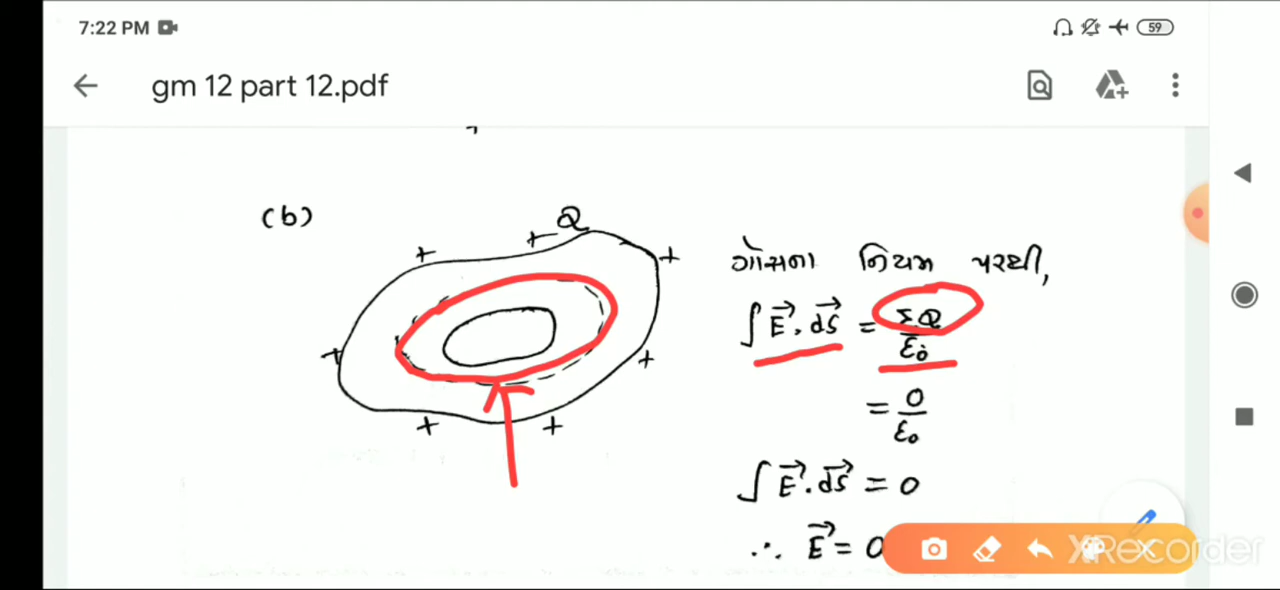 7:22 PM 59
gm 12 part 12.pdf
(b) Q
ગોસના નિયમ પરથી,
∫ E⃗ . dS⃗ = ΣQ / ε₀
= 0 / ε₀
∫ E⃗ . dS⃗ = 0
∴ E⃗ = 0
XRecorder